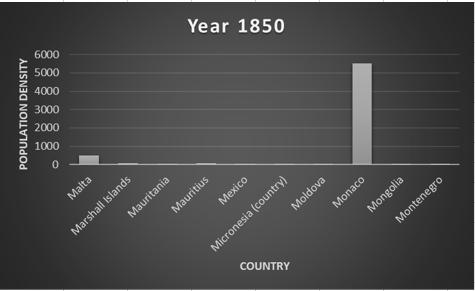 Year 1850
POPULATION DENSITY
6000
5000
4000
3000
2000
1000
0
Malta
Marshall Islands
Mauritania
Mauritius
Mexico
Micronesia (country)
Moldova
Monaco
Mongolia
Montenegro
COUNTRY